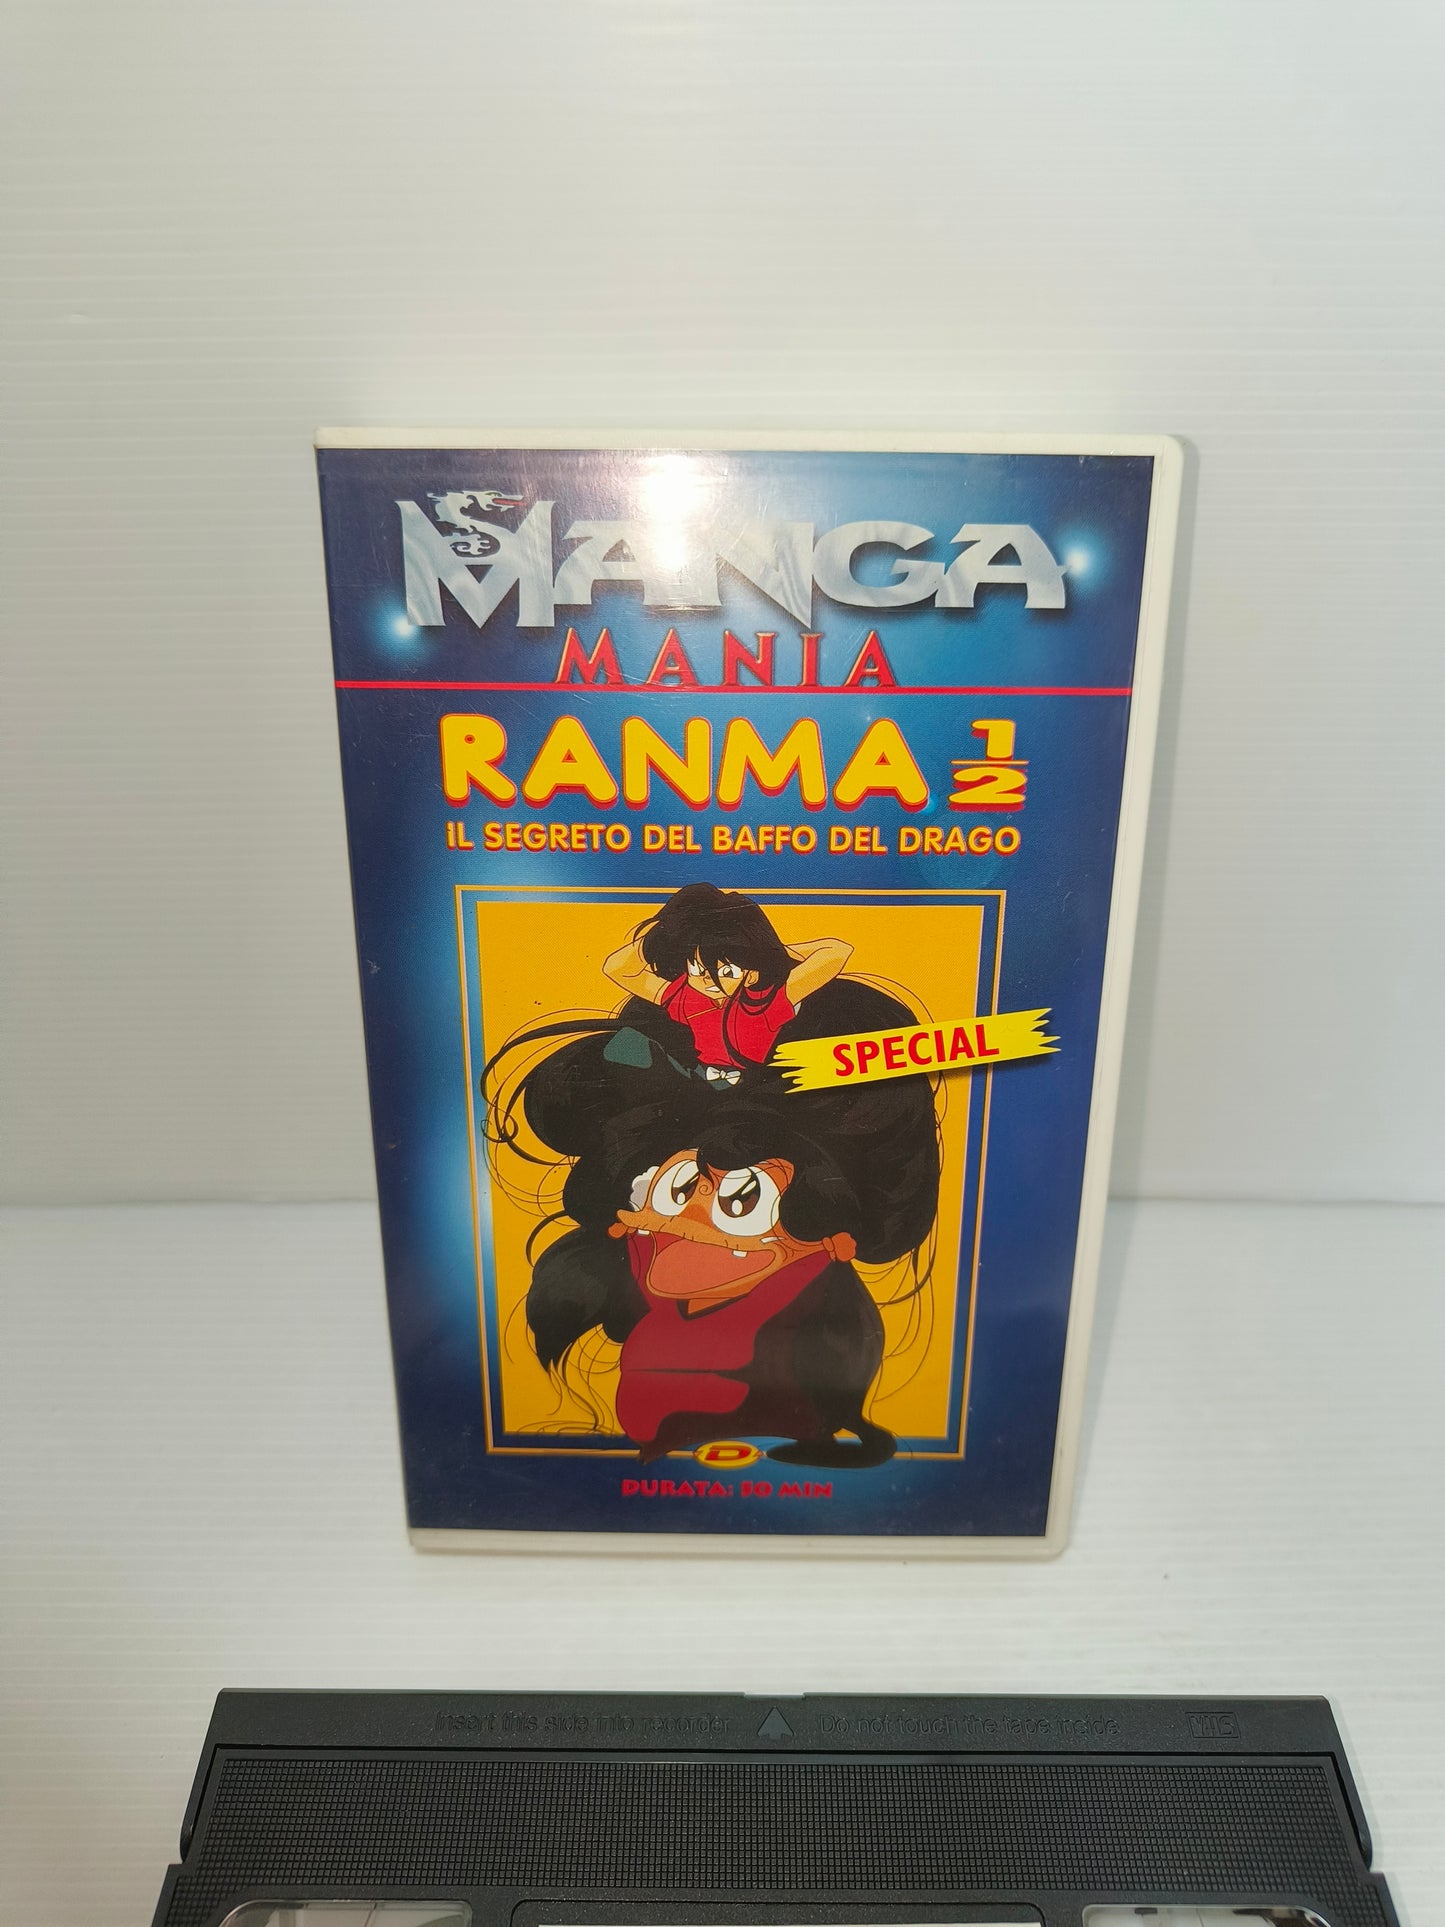 MANGA
MANIA
RANMA 1/2
iL SEGRETO DEL BAFFO DEL DRAGO
SPECIAL
D
DURATA: 50 MIN
Insert this side into recorder Do not touch the tape inside VHS